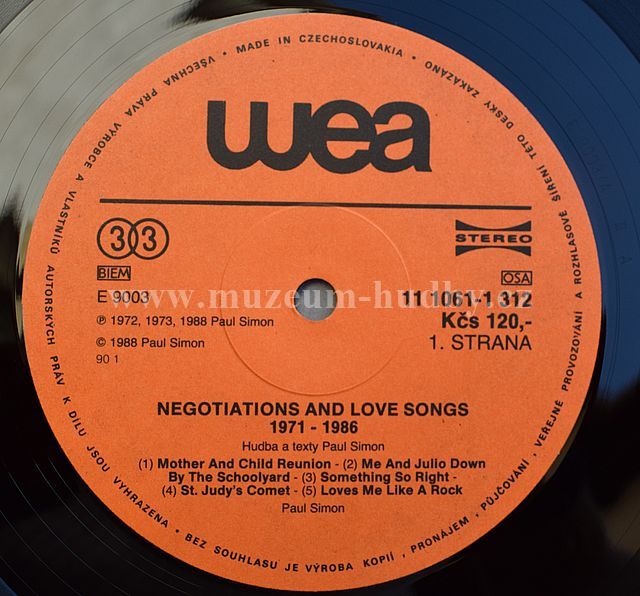 VŠECHNA PRÁVA VÝROBCE A VLASTNÍKŮ AUTORSKÝCH PRÁV K DÍLU JSOU VYHRAZENA • BEZ SOUHLASU JE VÝROBA KOPIÍ, PRONÁJEM, PŮJČOVÁNÍ, VEŘEJNÉ PROVOZOVÁNÍ A ROZHLASOVÉ ŠÍŘENÍ TÉTO DESKY ZAKÁZÁNO • MADE IN CZECHOSLOVAKIA •
wea
33
STEREO
BIEM
OSA
E 9003
11 1061-1 312
www.muzeum-hudby.cz
Ⓟ 1972, 1973, 1988 Paul Simon
Kčs 120,-
© 1988 Paul Simon
1. STRANA
90 1
NEGOTIATIONS AND LOVE SONGS
1971 - 1986
Hudba a texty Paul Simon
(1) Mother And Child Reunion - (2) Me And Julio Down
By The Schoolyard - (3) Something So Right -
(4) St. Judy's Comet - (5) Loves Me Like A Rock
Paul Simon